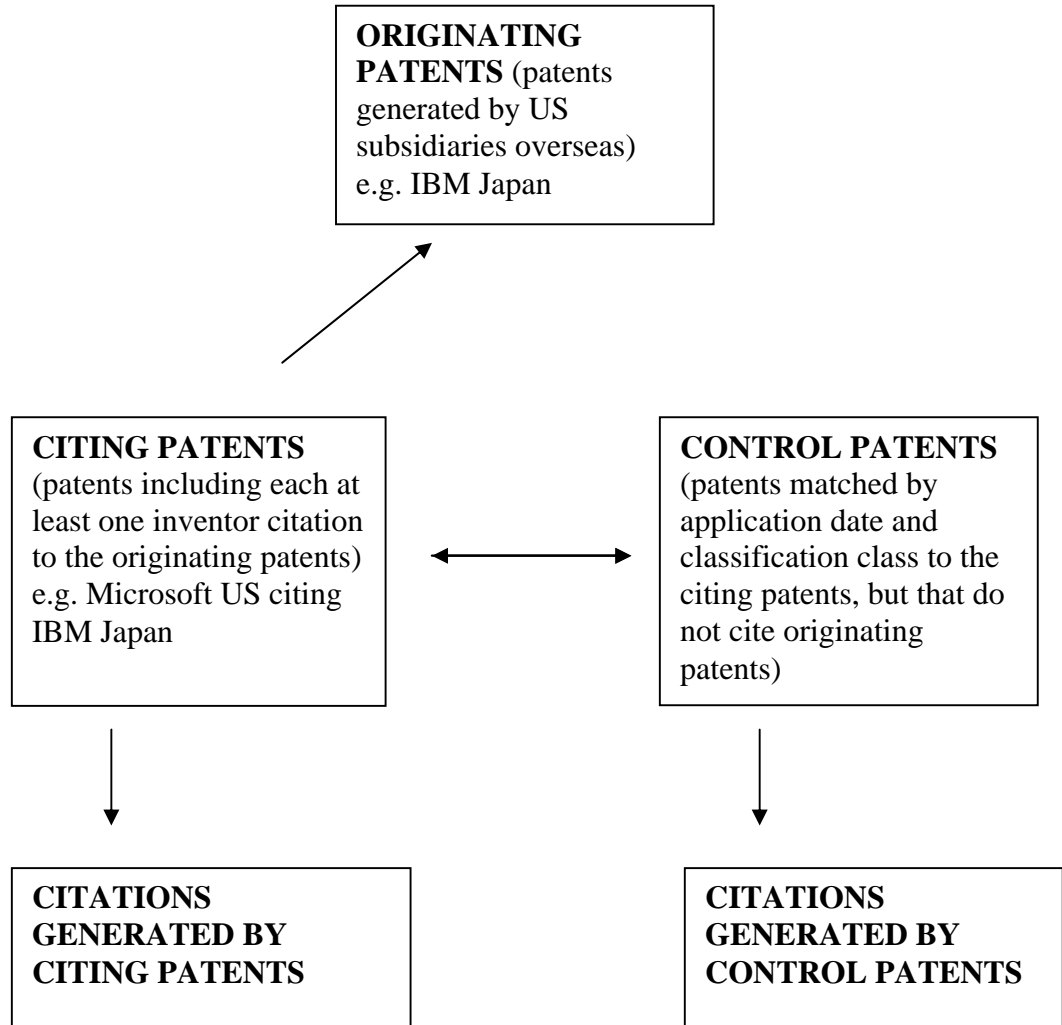 ORIGINATING
PATENTS (patents
generated by US
subsidiaries overseas)
e.g. IBM Japan
CITING PATENTS
(patents including each at
least one inventor citation
to the originating patents)
e.g. Microsoft US citing
IBM Japan
CONTROL PATENTS
(patents matched by
application date and
classification class to the
citing patents, but that do
not cite originating
patents)
CITATIONS
GENERATED BY
CITING PATENTS
CITATIONS
GENERATED BY
CONTROL PATENTS